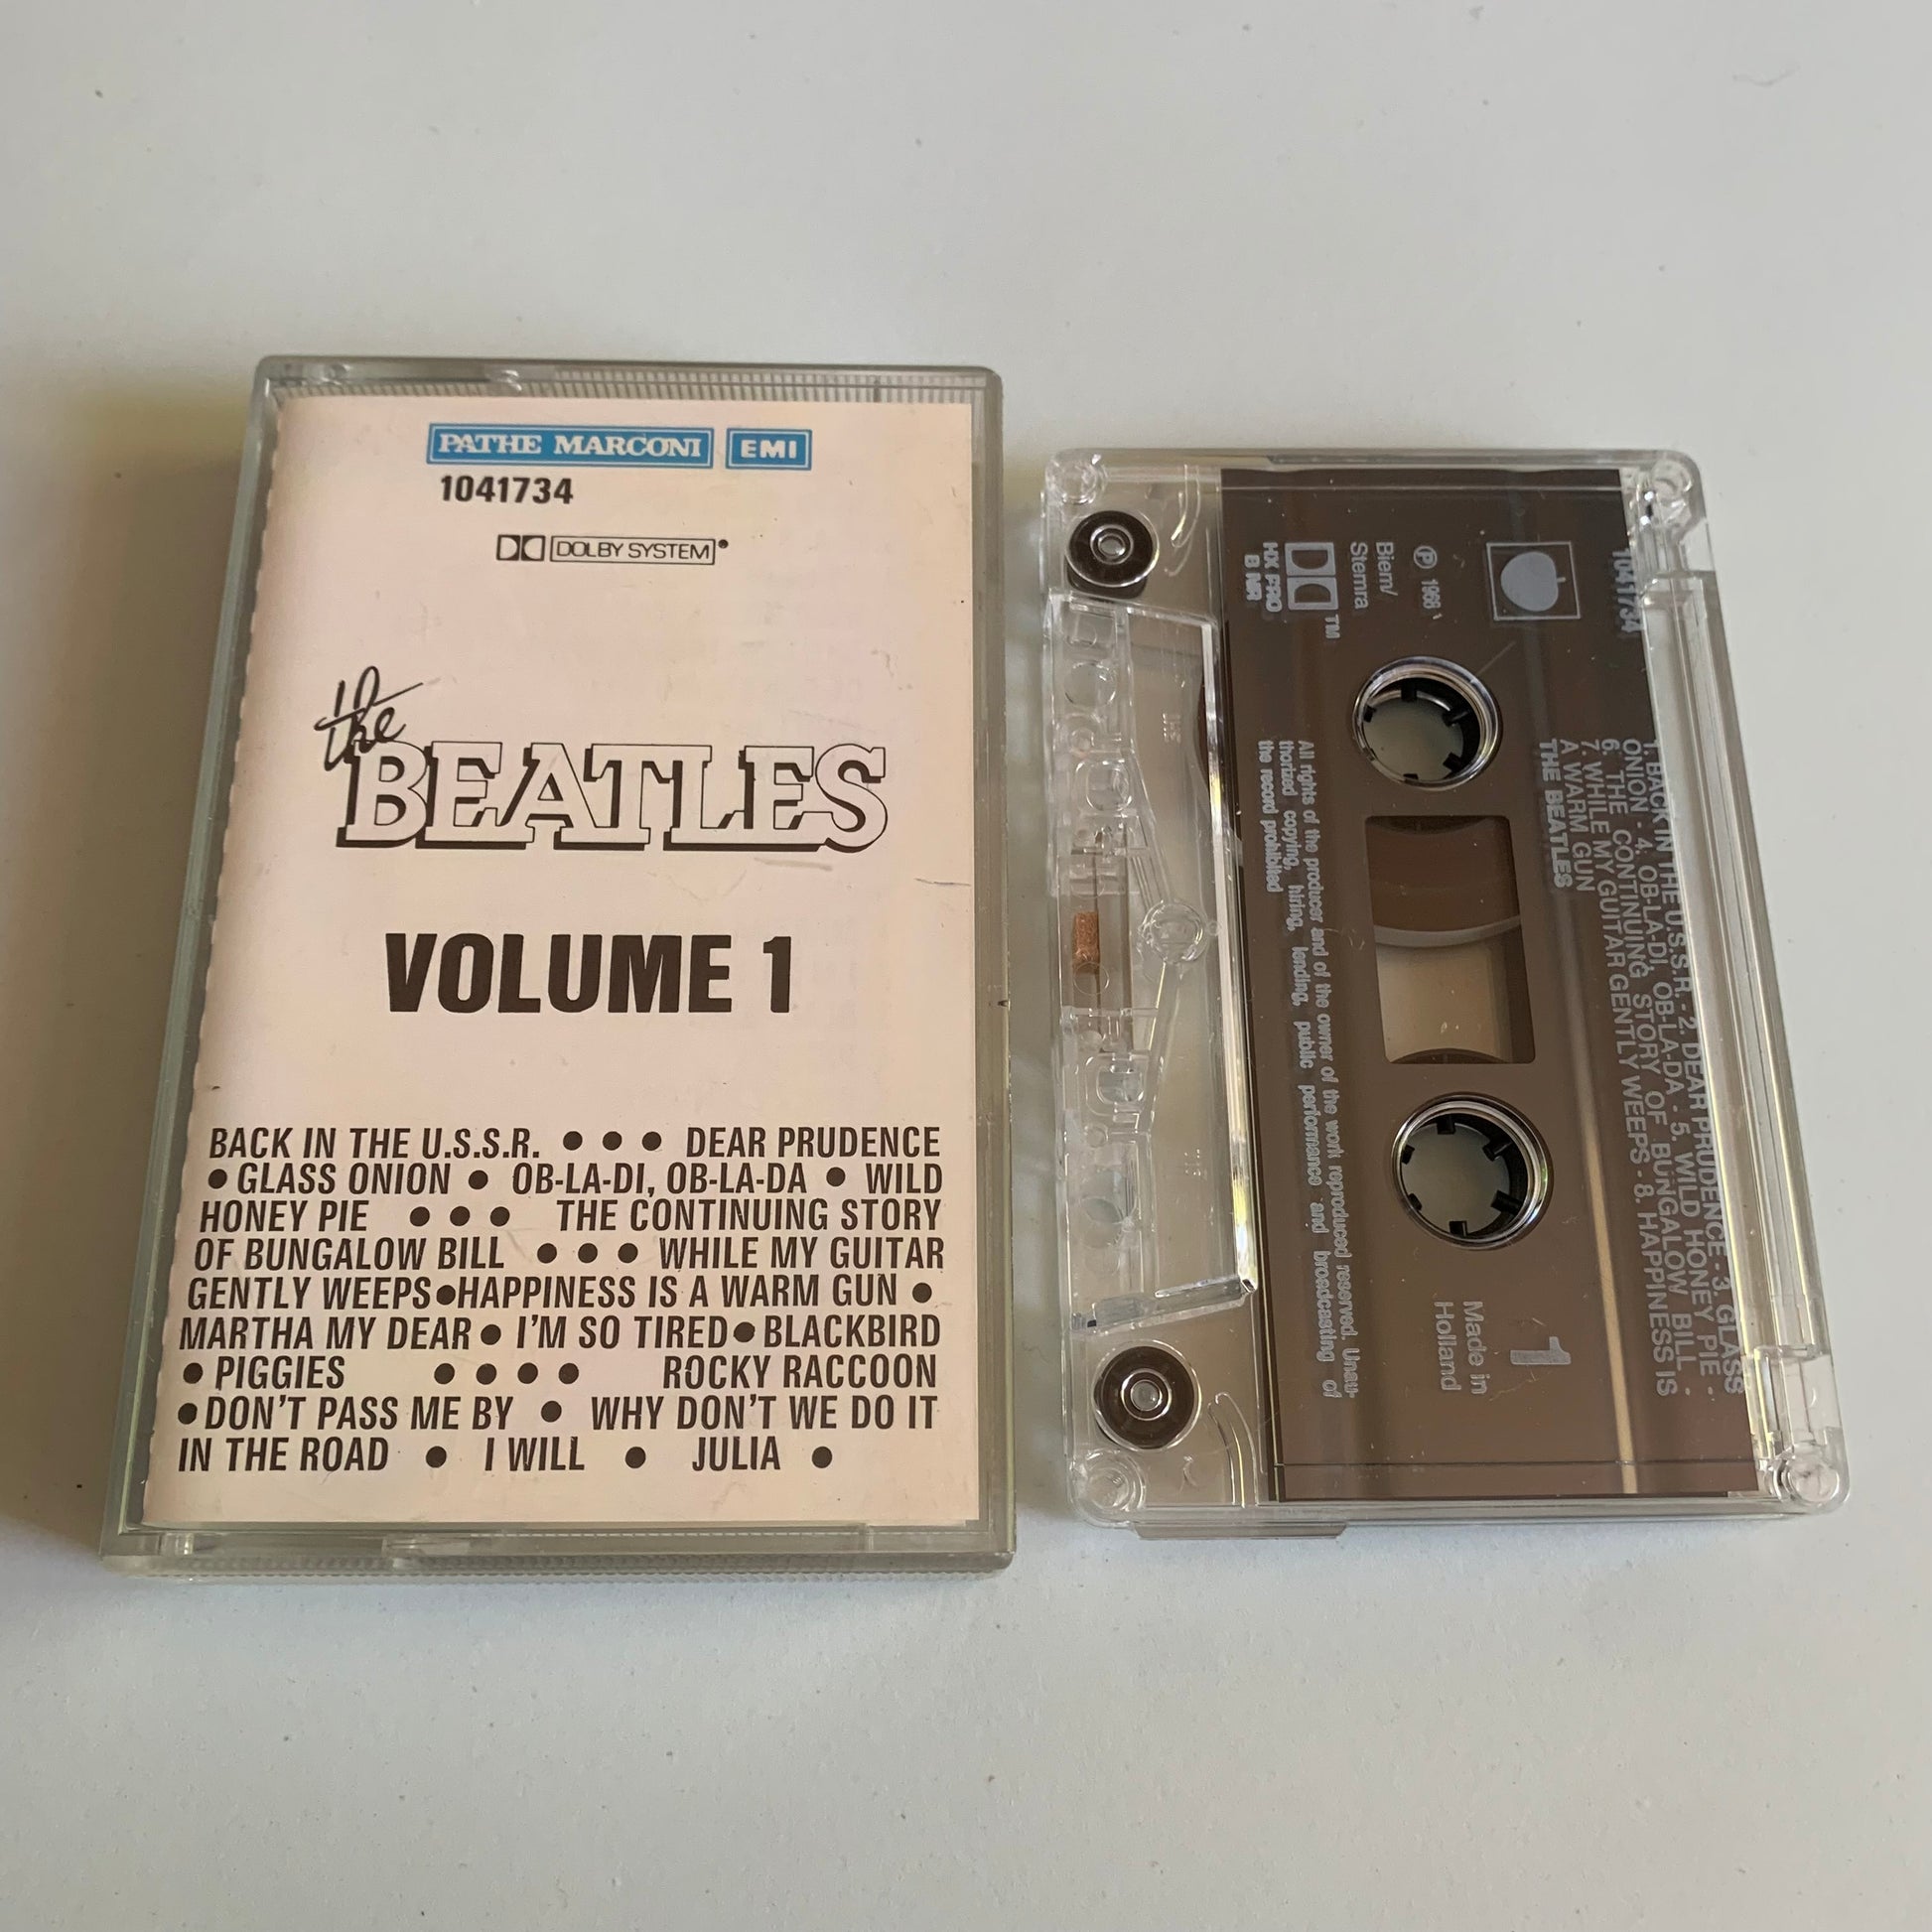 PATHE MARCONI EMI
1041734
DOLBY SYSTEM
the
BEATLES
VOLUME 1
BACK IN THE U.S.S.R. ● ● ● DEAR PRUDENCE
● GLASS ONION ● OB-LA-DI, OB-LA-DA ● WILD
HONEY PIE ● ● ● THE CONTINUING STORY
OF BUNGALOW BILL ● ● ● WHILE MY GUITAR
GENTLY WEEPS●HAPPINESS IS A WARM GUN ●
MARTHA MY DEAR ● I'M SO TIRED●BLACKBIRD
● PIGGIES ● ● ● ● ROCKY RACCOON
●DON'T PASS ME BY ● WHY DON'T WE DO IT
IN THE ROAD ● I WILL ● JULIA ●
1041734
1. BACK IN THE U.S.S.R. - 2. DEAR PRUDENCE - 3. GLASS
ONION - 4. OB-LA-DI, OB-LA-DA - 5. WILD HONEY PIE -
6. THE CONTINUING STORY OF BUNGALOW BILL -
7. WHILE MY GUITAR GENTLY WEEPS - 8. HAPPINESS IS
A WARM GUN
THE BEATLES
1
Made in
Holland
℗ 1968
Biem/
Stemra
TM
HX PRO
B NR
All rights of the producer and of the owner of the work reproduced reserved. Unau-
thorized copying, hiring, lending, public performance and broadcasting of
the record prohibited